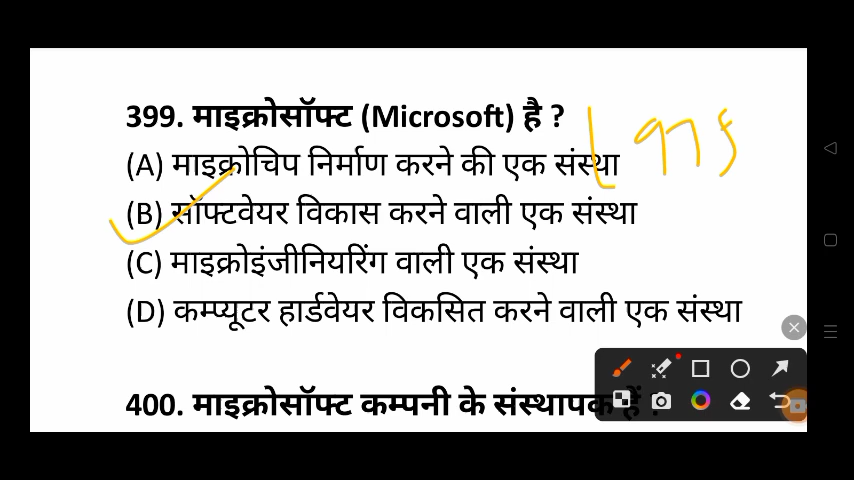 399. माइक्रोसॉफ्ट (Microsoft) है ?
(A) माइक्रोचिप निर्माण करने की एक संस्था
(B) सॉफ्टवेयर विकास करने वाली एक संस्था
(C) माइक्रोइंजीनियरिंग वाली एक संस्था
(D) कम्प्यूटर हार्डवेयर विकसित करने वाली एक संस्था
400. माइक्रोसॉफ्ट कम्पनी के संस्थापक हैं ?